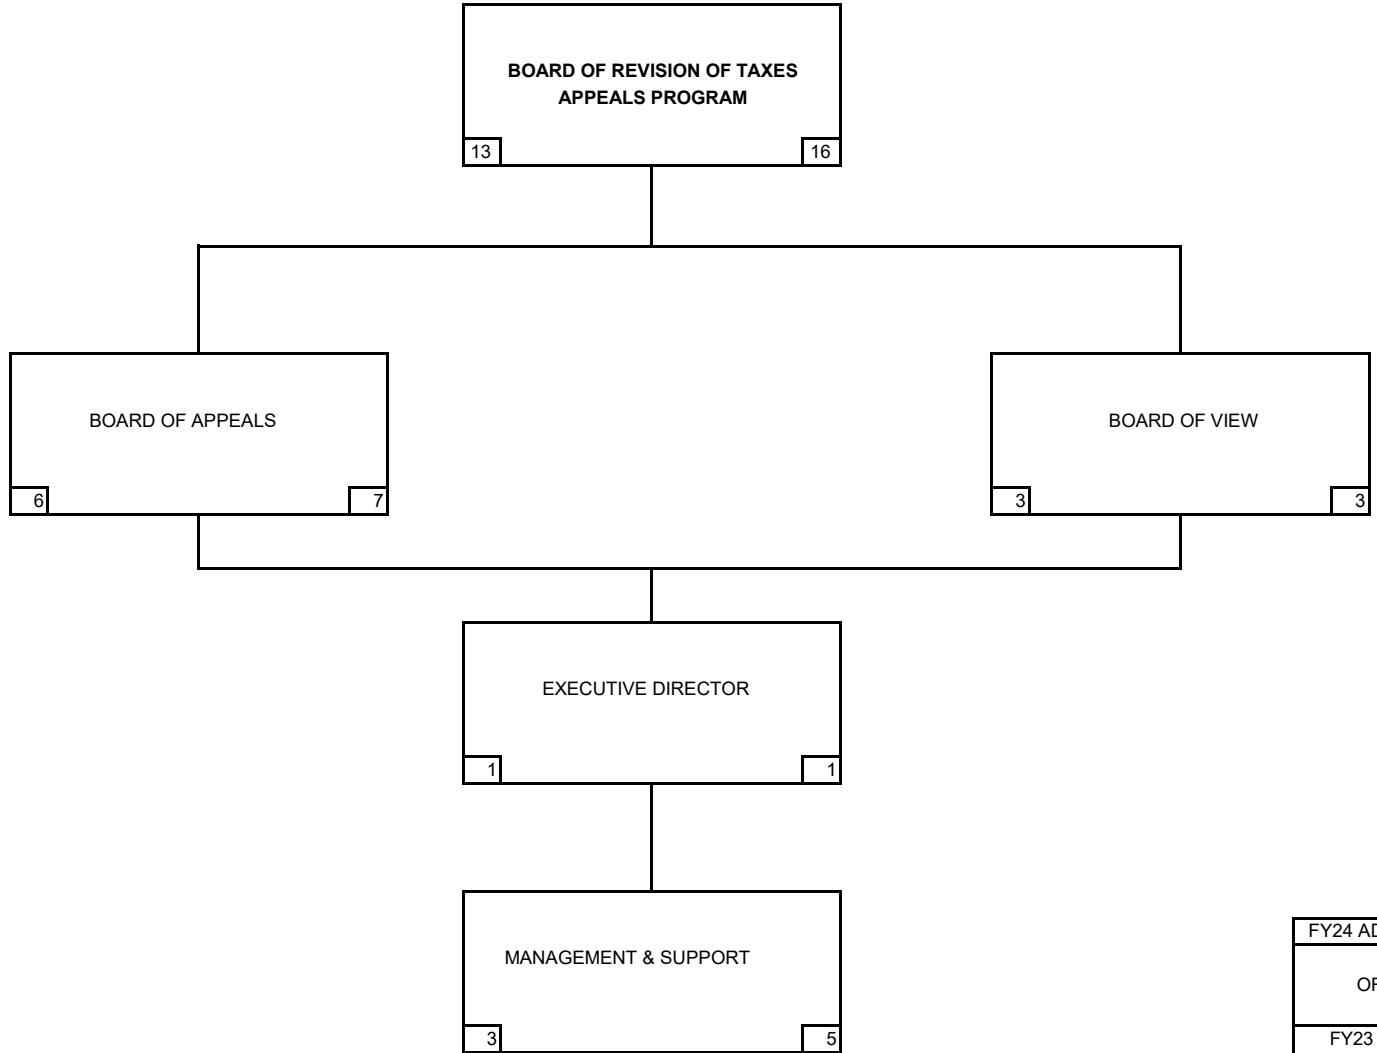 BOARD OF REVISION OF TAXES
APPEALS PROGRAM
13 16
BOARD OF APPEALS
6 7
BOARD OF VIEW
3 3
EXECUTIVE DIRECTOR
1 1
MANAGEMENT & SUPPORT
3 5
FY24
FY23